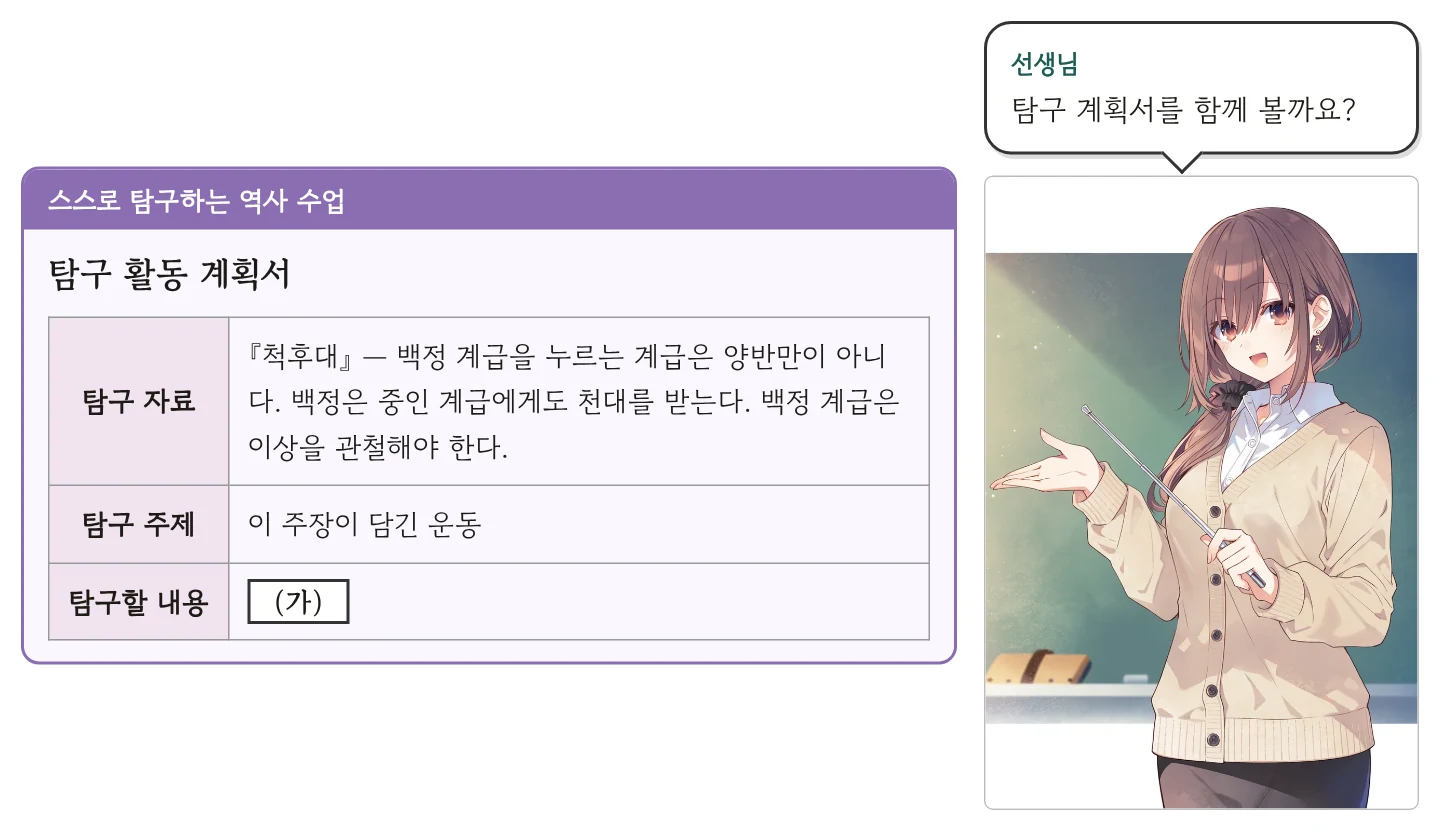 선생님
탐구 계획서를 함께 볼까요?
스스로 탐구하는 역사 수업
탐구 활동 계획서
탐구 자료
『척후대』 — 백정 계급을 누르는 계급은 양반만이 아니
다. 백정은 중인 계급에게도 천대를 받는다. 백정 계급은
이상을 관철해야 한다.
탐구 주제
이 주장이 담긴 운동
탐구할 내용
(가)